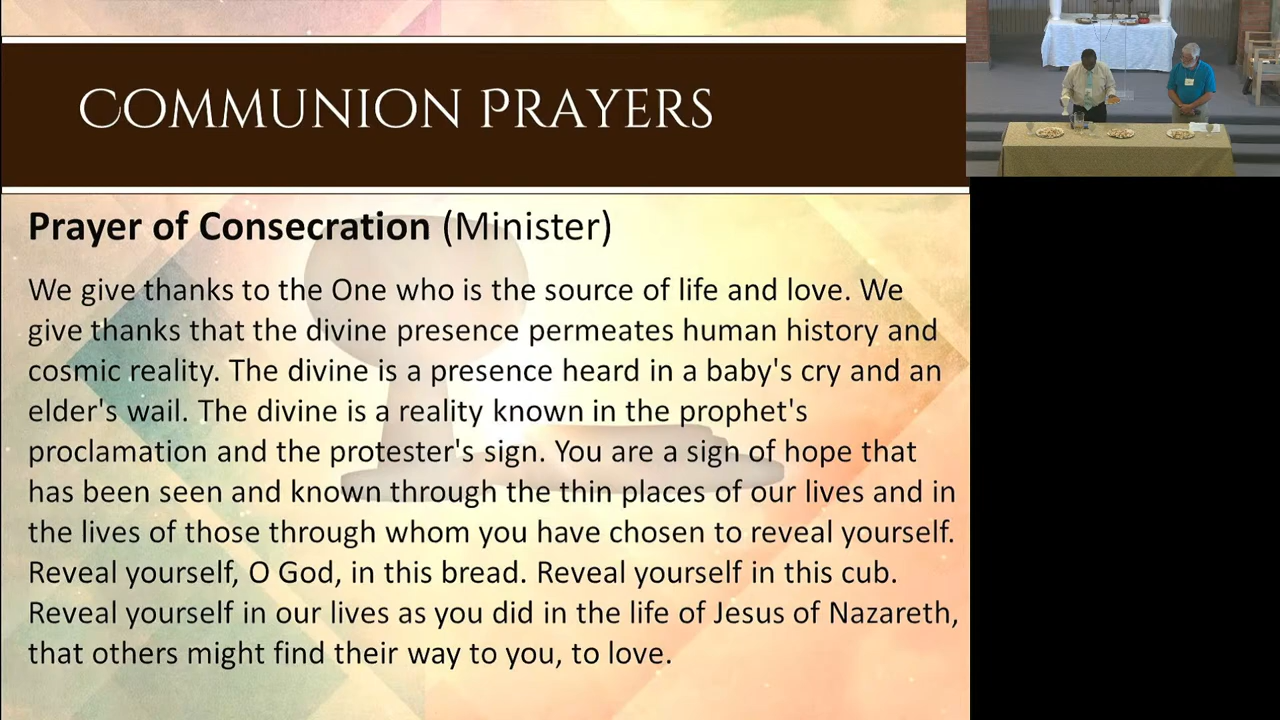 COMMUNION PRAYERS
Prayer of Consecration (Minister)
We give thanks to the One who is the source of life and love. We
give thanks that the divine presence permeates human history and
cosmic reality. The divine is a presence heard in a baby's cry and an
elder's wail. The divine is a reality known in the prophet's
proclamation and the protester's sign. You are a sign of hope that
has been seen and known through the thin places of our lives and in
the lives of those through whom you have chosen to reveal yourself.
Reveal yourself, O God, in this bread. Reveal yourself in this cub.
Reveal yourself in our lives as you did in the life of Jesus of Nazareth,
that others might find their way to you, to love.